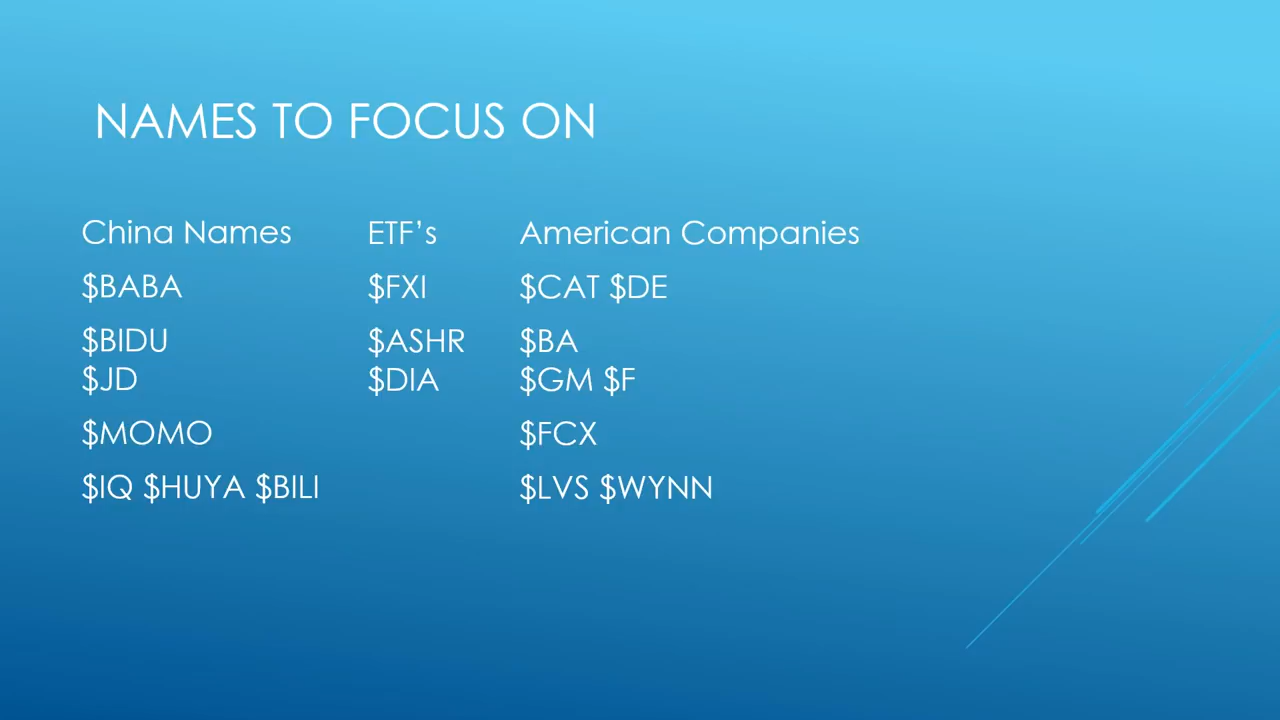 NAMES TO FOCUS ON
China Names
$BABA
$BIDU
$JD
$MOMO
$IQ $HUYA $BILI
ETF’s
$FXI
$ASHR
$DIA
American Companies
$CAT $DE
$BA
$GM $F
$FCX
$LVS $WYNN